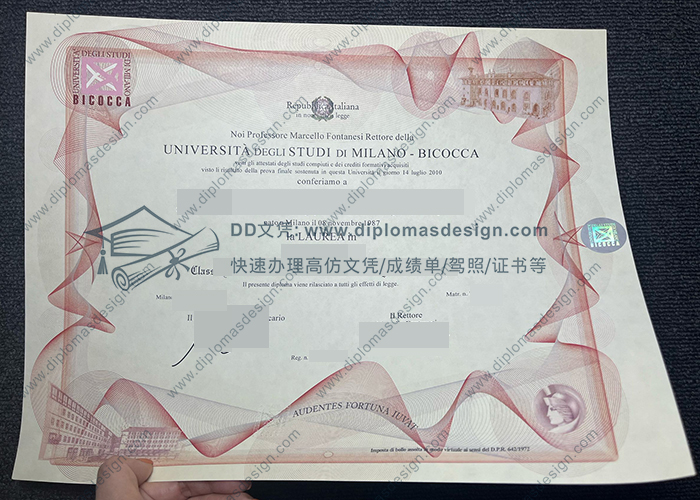 UNIVERSITÀ DEGLI STUDI DI MILANO
BICOCCA
Repubblica Italiana
in nome legge
Noi Professore Marcello Fontanesi Rettore della
UNIVERSITÀ DEGLI STUDI DI MILANO - BICOCCA
visti gli attestati degli studi compiuti e dei crediti formativi acquisiti
visto il risultato della prova finale sostenuta in questa Università il giorno 14 luglio 2010
conferiamo a
nato a Milano il 08 novembre 1987
DD文凭: www.diplomasdesign.com
la LAUREA in
快速办理高仿文凭/成绩单/驾照/证书等
Class
Il presente diploma viene rilasciato a tutti gli effetti di legge.
Milano
Matr. n.
Il
cario
Il Rettore
Reg. n.
AUDENTES FORTUNA IUVAT
Imposta di bollo assolta in modo virtuale ai sensi del D.P.R. 642/1972
www.diplomasdesign.com